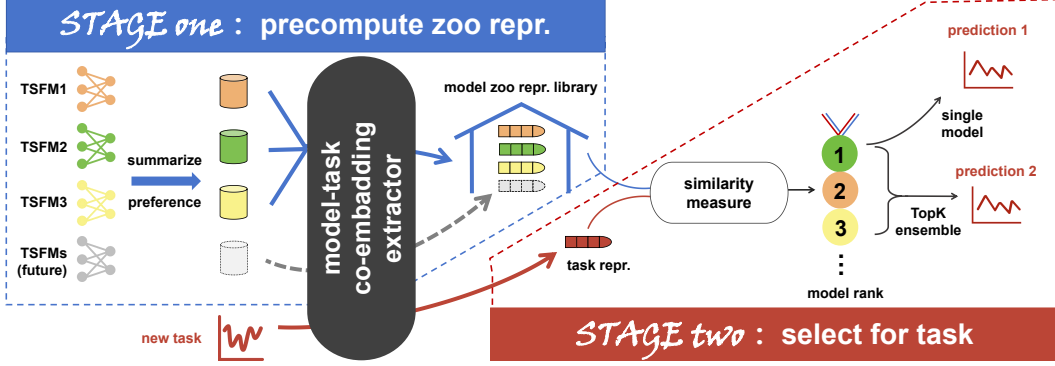 STAGE one : precompute zoo repr.
TSFM1
TSFM2
TSFM3
TSFMs
(future)
summarize
preference
model-task
co-embadding
extractor
model zoo repr. library
new task
task repr.
similarity
measure
1
2
3
model rank
single
model
TopK
ensemble
prediction 1
prediction 2
STAGE two : select for task